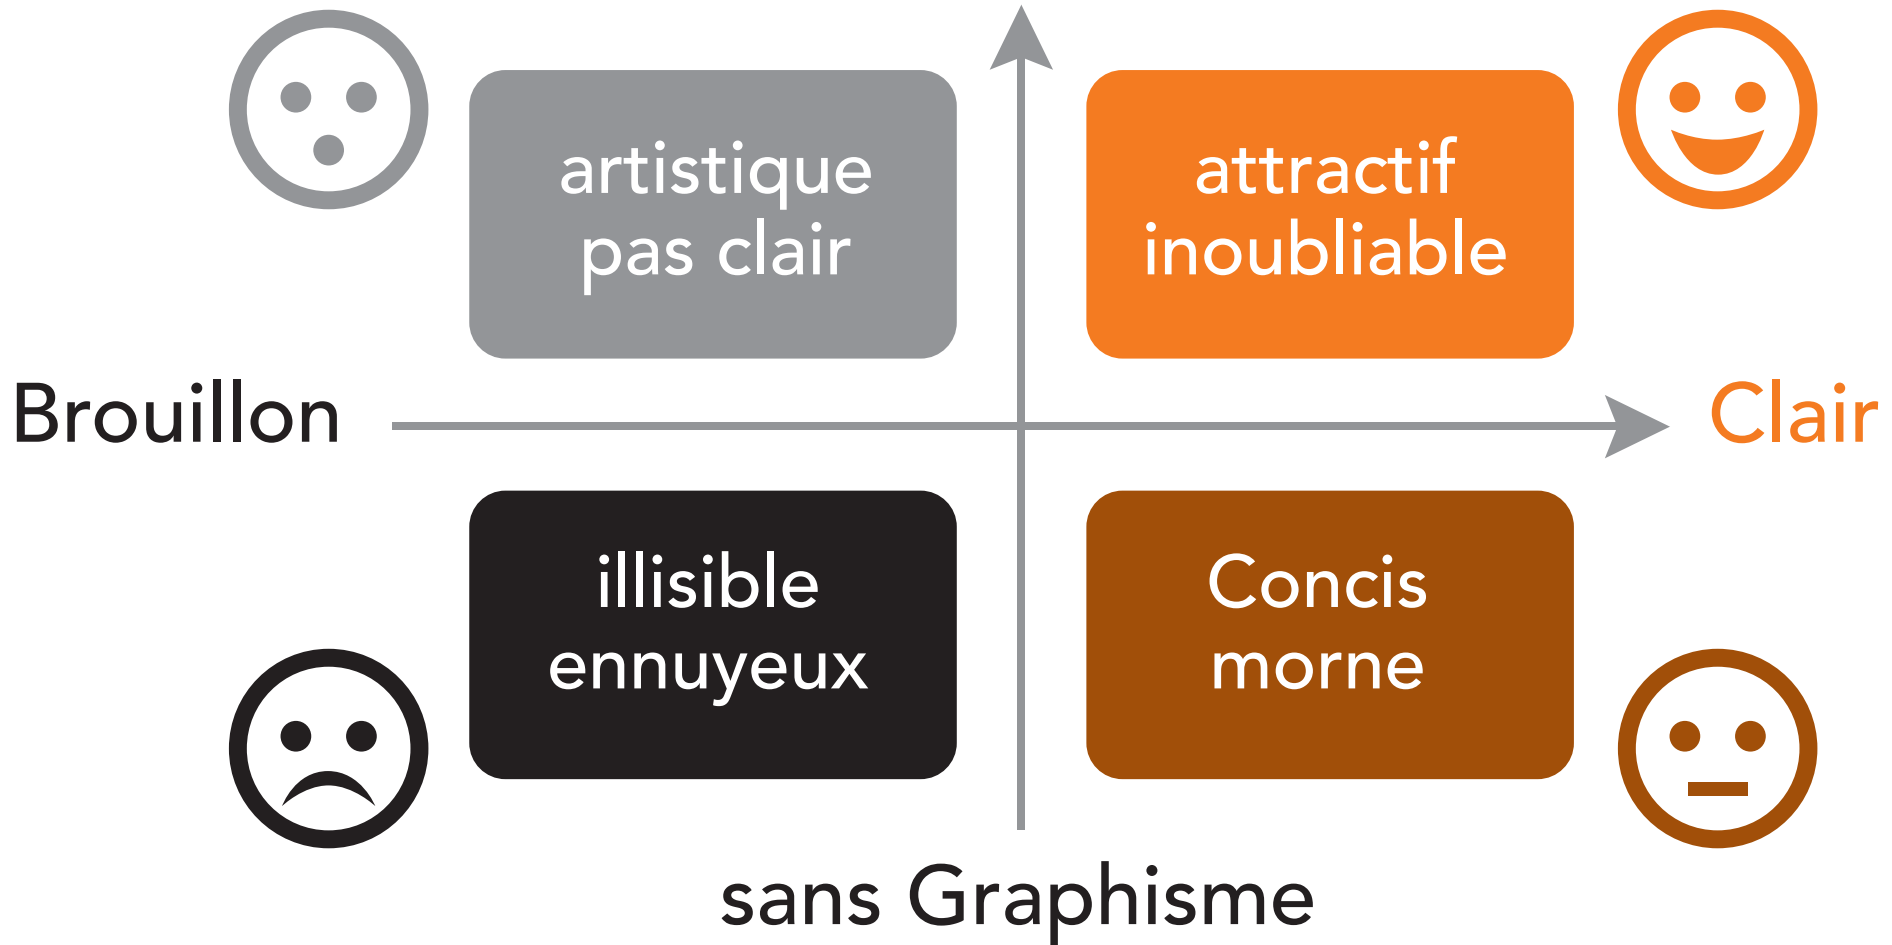 artistique
pas clair
attractif
inoubliable
Brouillon
Clair
illisible
ennuyeux
Concis
morne
sans Graphisme